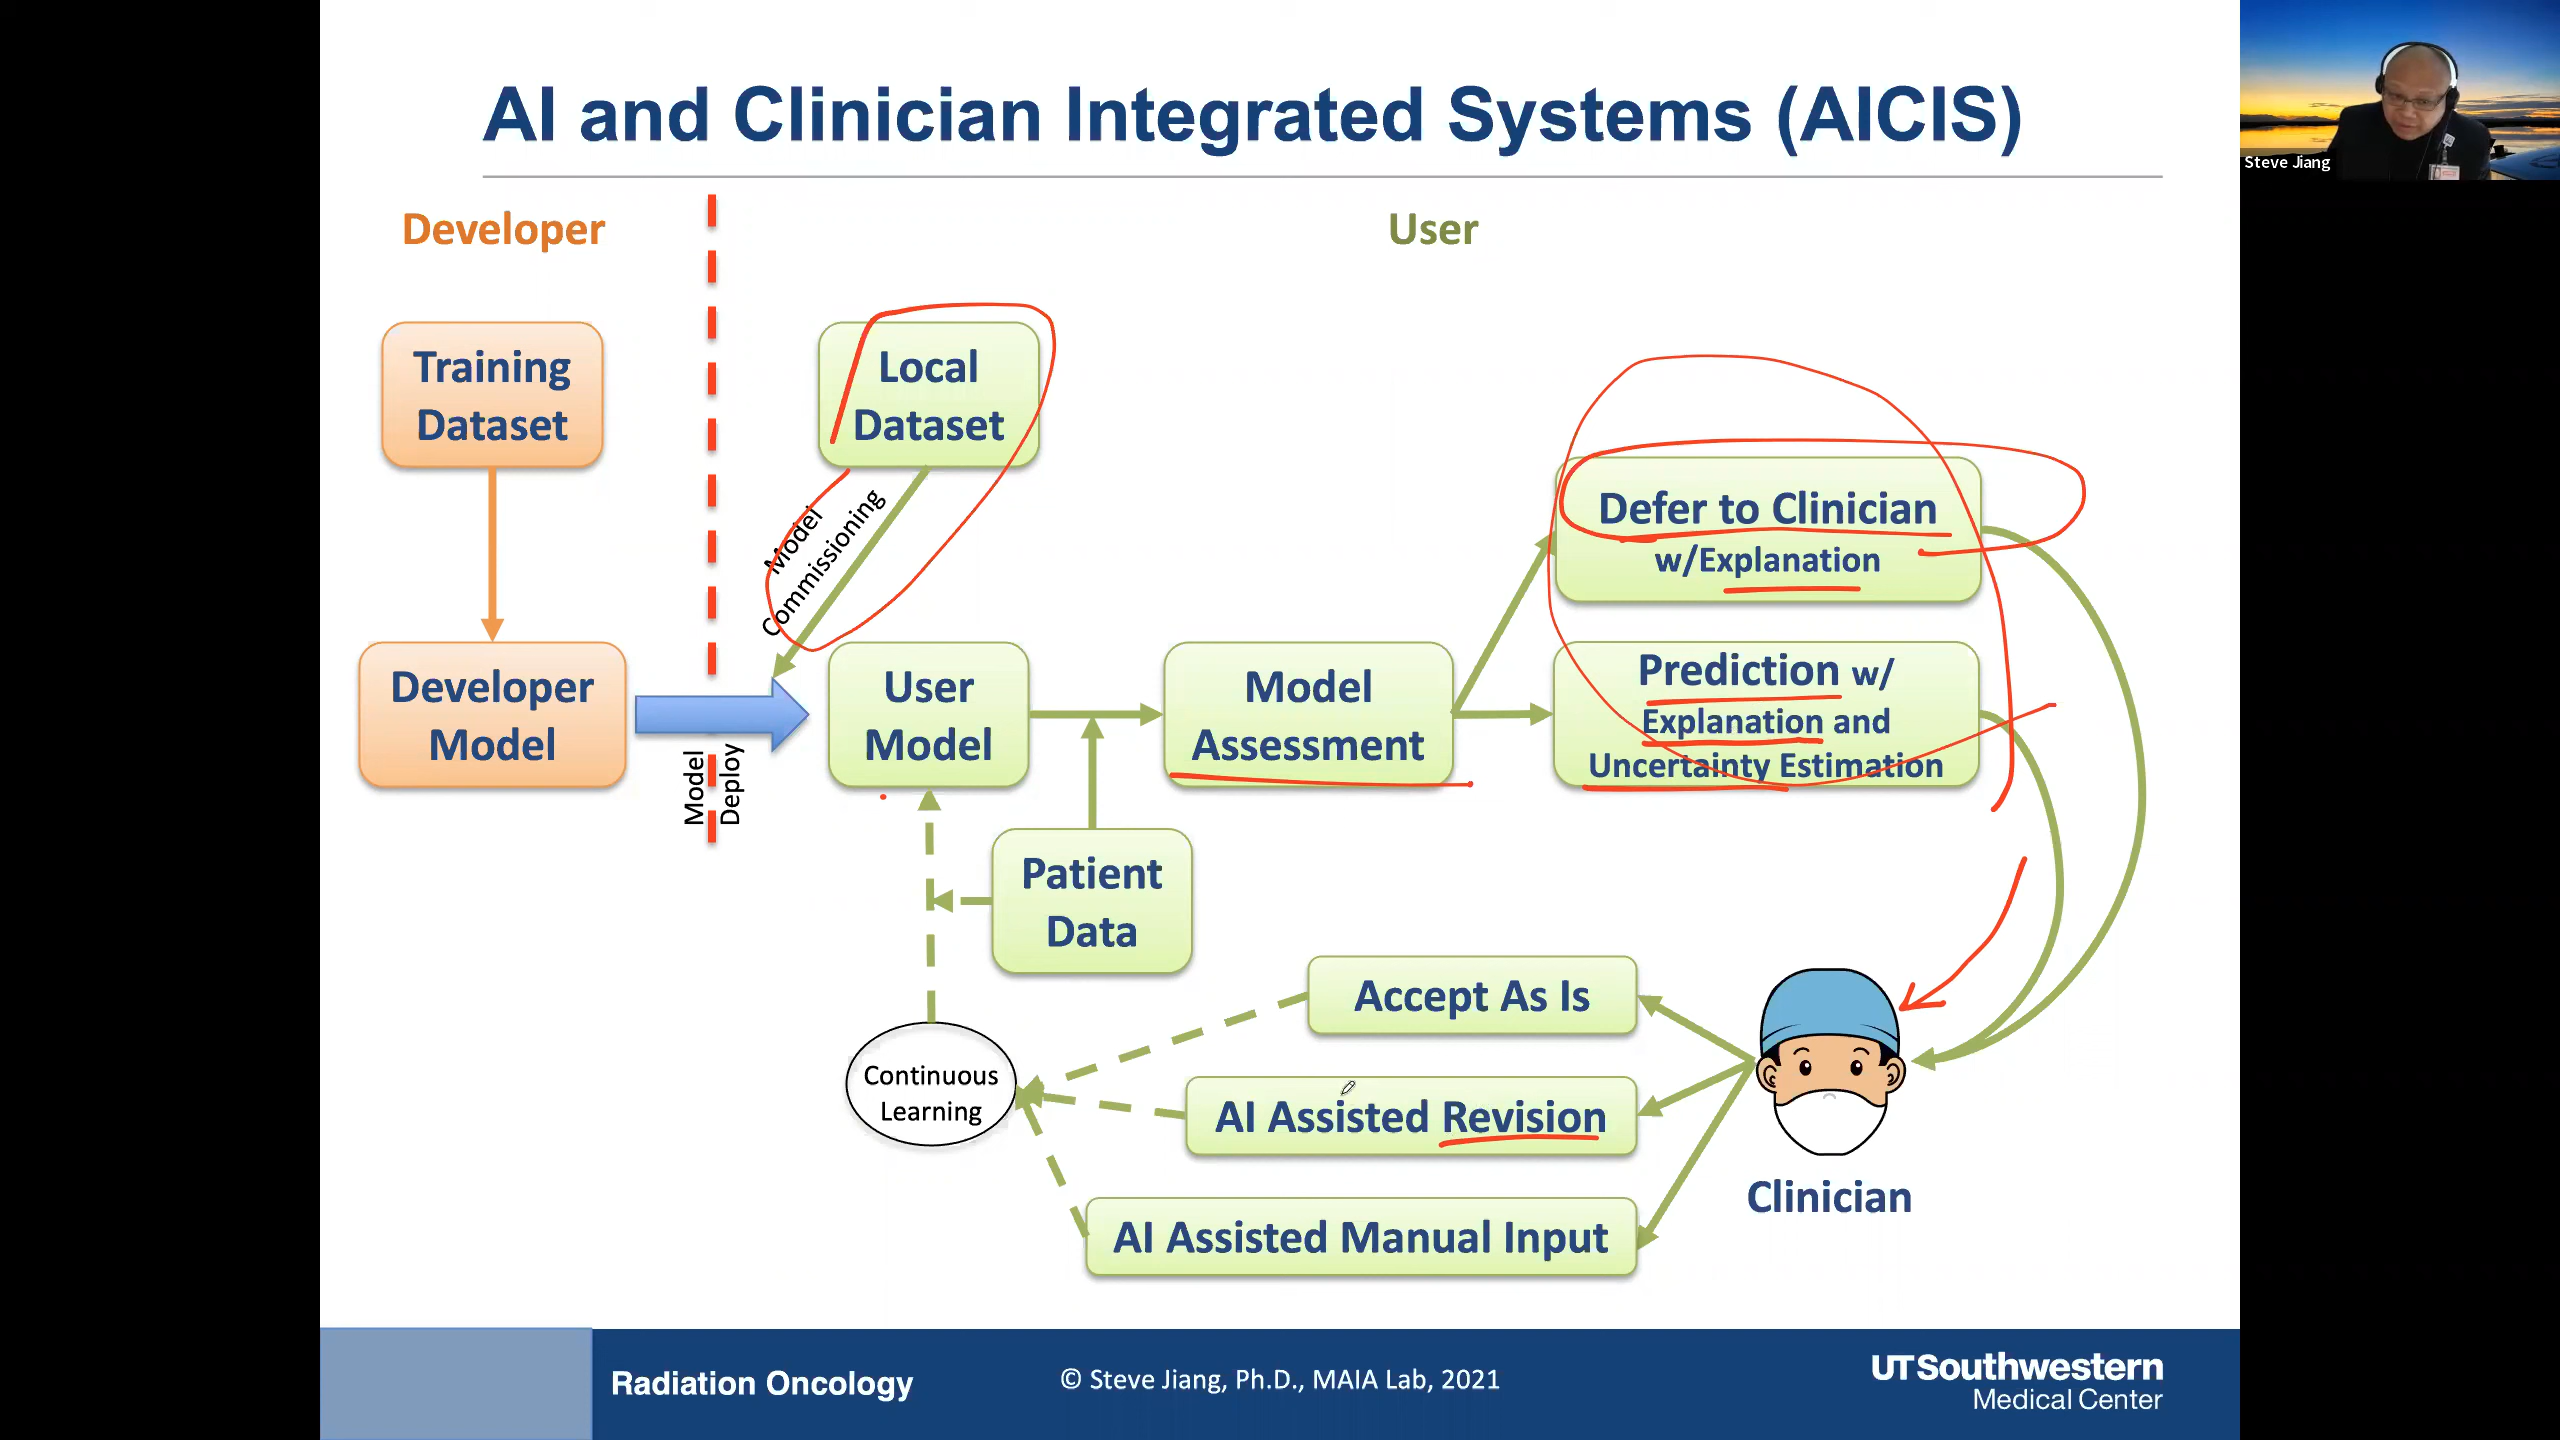 AI and Clinician Integrated Systems (AICIS)
Steve Jiang
Developer
User
Training
Dataset
Local
Dataset
Model
Commissioning
Defer to Clinician
w/Explanation
Developer
Model
Model
Deploy
User
Model
Model
Assessment
Prediction w/
Explanation and
Uncertainty Estimation
Patient
Data
Continuous
Learning
Accept As Is
AI Assisted Revision
AI Assisted Manual Input
Clinician
Radiation Oncology
© Steve Jiang, Ph.D., MAIA Lab, 2021
UTSouthwestern
Medical Center